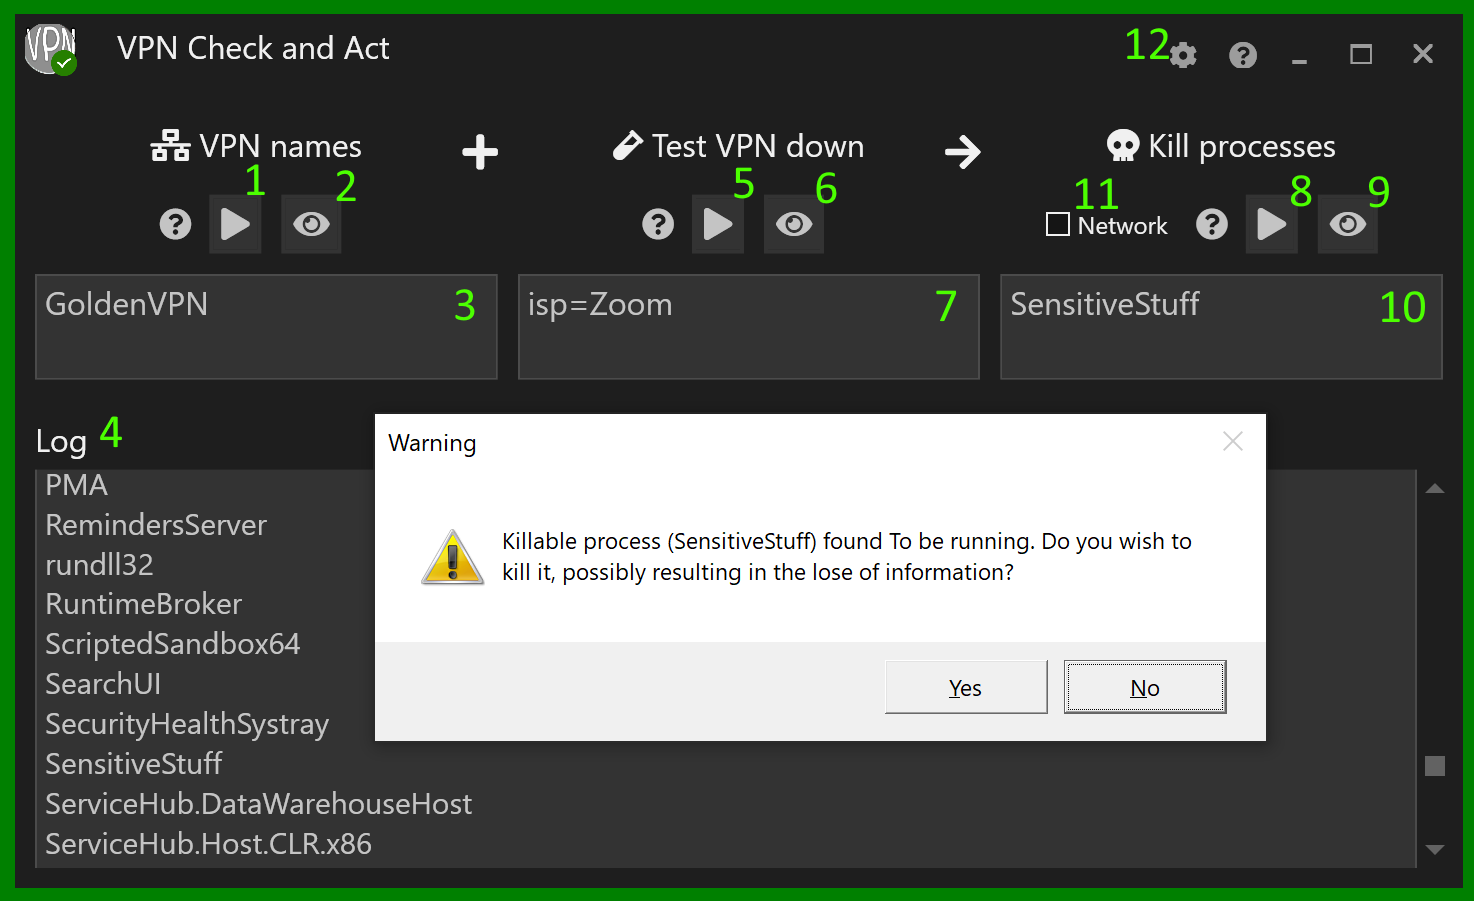 VPN
VPN Check and Act
12
VPN names
Test VPN down
Kill processes
1
2
5
6
11
8
9
Network
GoldenVPN
3
isp=Zoom
7
SensitiveStuff
10
Log
4
PMA
RemindersServer
rundll32
RuntimeBroker
ScriptedSandbox64
SearchUI
SecurityHealthSystray
SensitiveStuff
ServiceHub.DataWarehouseHost
ServiceHub.Host.CLR.x86
Warning
Killable process (SensitiveStuff) found To be running. Do you wish to
kill it, possibly resulting in the lose of information?
Yes
No